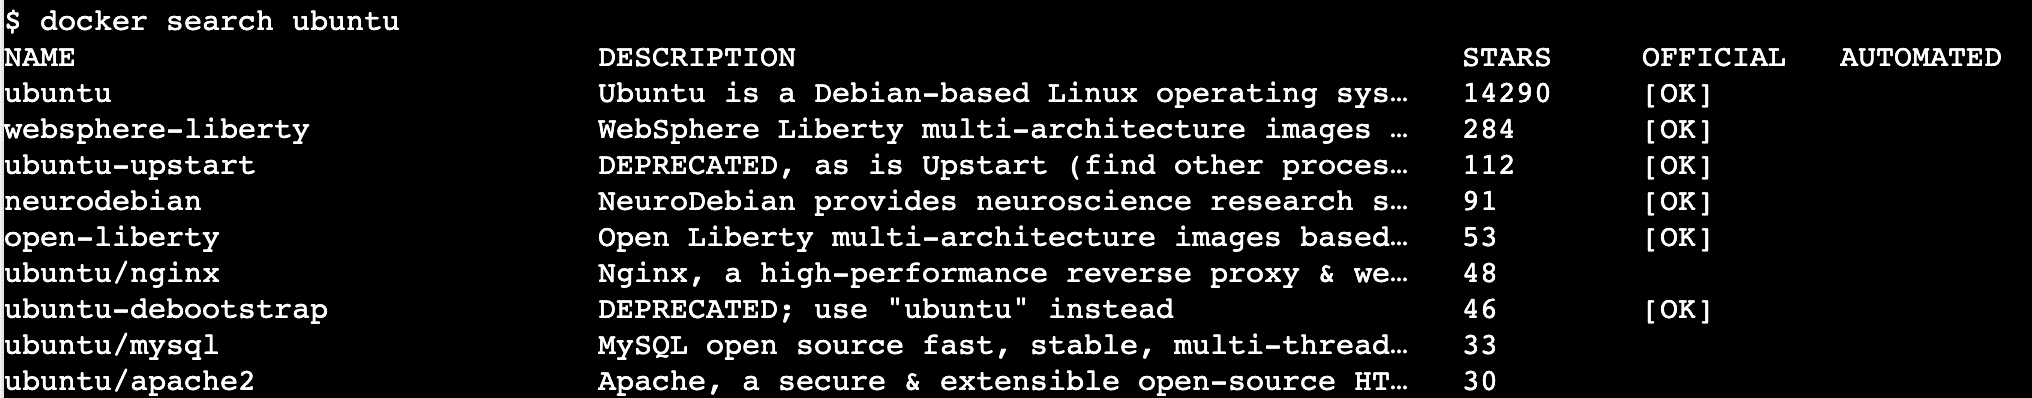 $ docker search ubuntu
NAME DESCRIPTION STARS OFFICIAL AUTOMATED
ubuntu Ubuntu is a Debian-based Linux operating sys… 14290 [OK]
websphere-liberty WebSphere Liberty multi-architecture images … 284 [OK]
ubuntu-upstart DEPRECATED, as is Upstart (find other proces… 112 [OK]
neurodebian NeuroDebian provides neuroscience research s… 91 [OK]
open-liberty Open Liberty multi-architecture images based… 53 [OK]
ubuntu/nginx Nginx, a high-performance reverse proxy & we… 48
ubuntu-debootstrap DEPRECATED; use "ubuntu" instead 46 [OK]
ubuntu/mysql MySQL open source fast, stable, multi-thread… 33
ubuntu/apache2 Apache, a secure & extensible open-source HT… 30